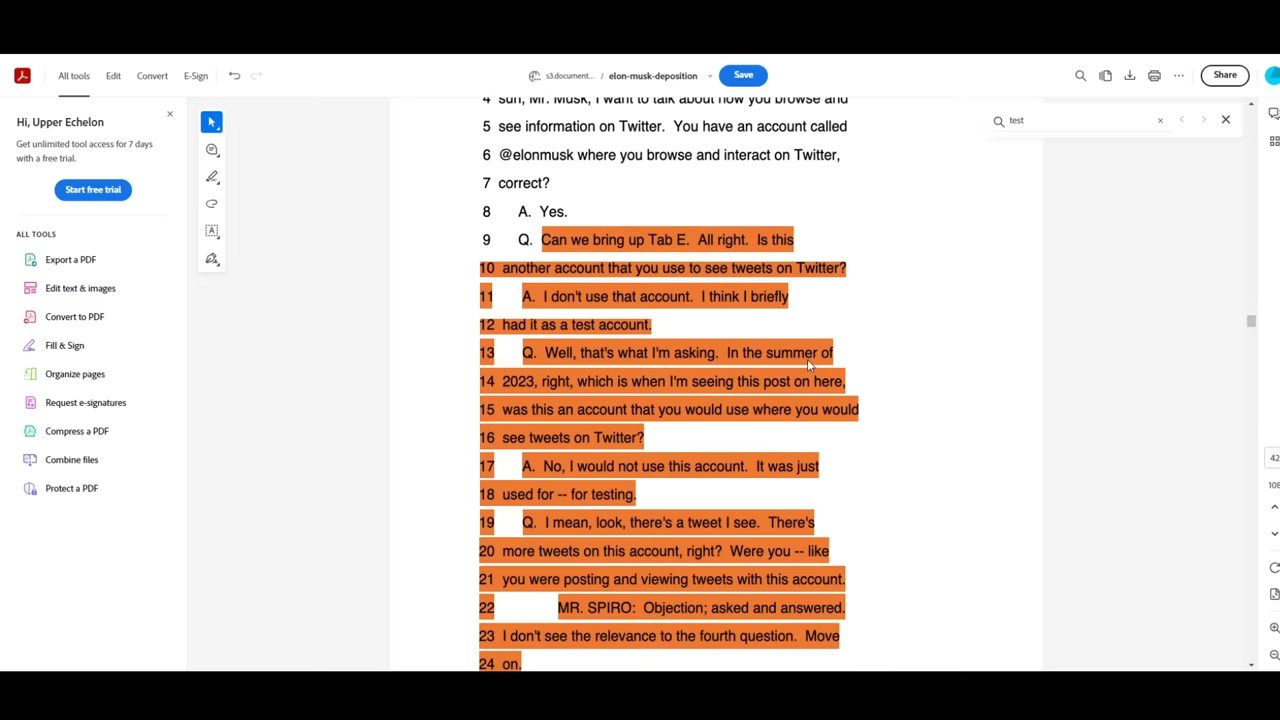 All tools Edit Convert E-Sign s3.document... / elon-musk-deposition Save Share
Hi, Upper Echelon
Get unlimited tool access for 7 days
with a free trial.
Start free trial
ALL TOOLS
Export a PDF
Edit text & images
Convert to PDF
Fill & Sign
Organize pages
Request e-signatures
Compress a PDF
Combine files
Protect a PDF
test
4 sun, Mr. Musk, I want to talk about how you browse and
5 see information on Twitter. You have an account called
6 @elonmusk where you browse and interact on Twitter,
7 correct?
8 A. Yes.
9 Q. Can we bring up Tab E. All right. Is this
10 another account that you use to see tweets on Twitter?
11 A. I don't use that account. I think I briefly
12 had it as a test account.
13 Q. Well, that's what I'm asking. In the summer of
14 2023, right, which is when I'm seeing this post on here,
15 was this an account that you would use where you would
16 see tweets on Twitter?
17 A. No, I would not use this account. It was just
18 used for -- for testing.
19 Q. I mean, look, there's a tweet I see. There's
20 more tweets on this account, right? Were you -- like
21 you were posting and viewing tweets with this account.
22 MR. SPIRO: Objection; asked and answered.
23 I don't see the relevance to the fourth question. Move
24 on.
42
108